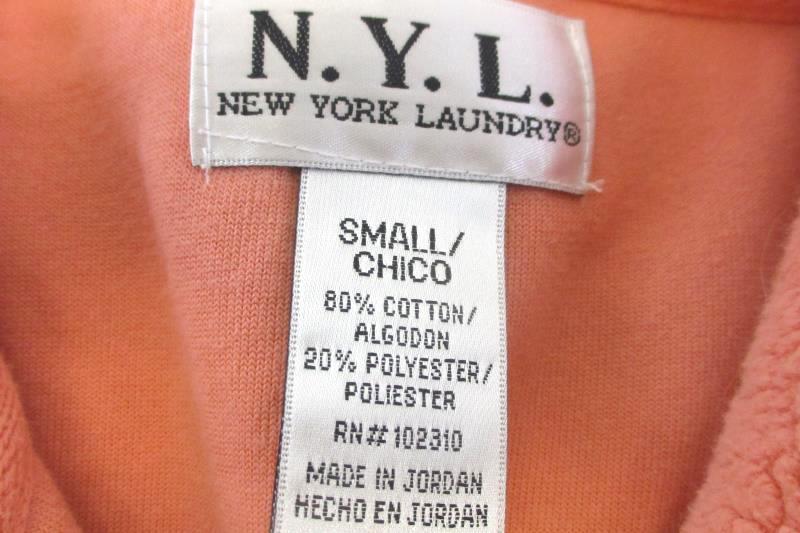 N. Y. L.
NEW YORK LAUNDRY®
SMALL/
CHICO
80% COTTON/
ALGODON
20% POLYESTER/
POLIESTER
RN# 102310
MADE IN JORDAN
HECHO EN JORDAN